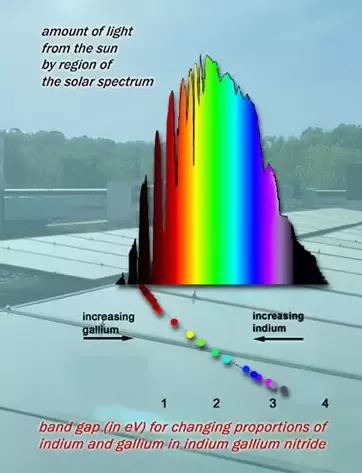 amount of light
from the sun
by region of
the solar spectrum
increasing
gallium
increasing
indium
1 2 3 4
band gap (in eV) for changing proportions of
indium and gallium in indium gallium nitride